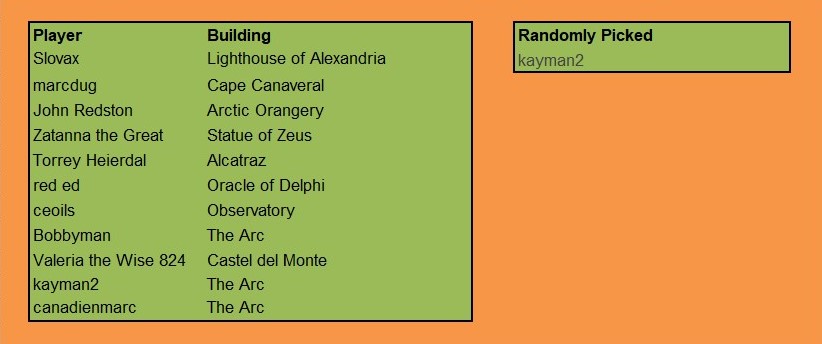 Player Building
Slovax Lighthouse of Alexandria
marcdug Cape Canaveral
John Redston Arctic Orangery
Zatanna the Great Statue of Zeus
Torrey Heierdal Alcatraz
red ed Oracle of Delphi
ceoils Observatory
Bobbyman The Arc
Valeria the Wise 824 Castel del Monte
kayman2 The Arc
canadienmarc The Arc
Randomly Picked
kayman2